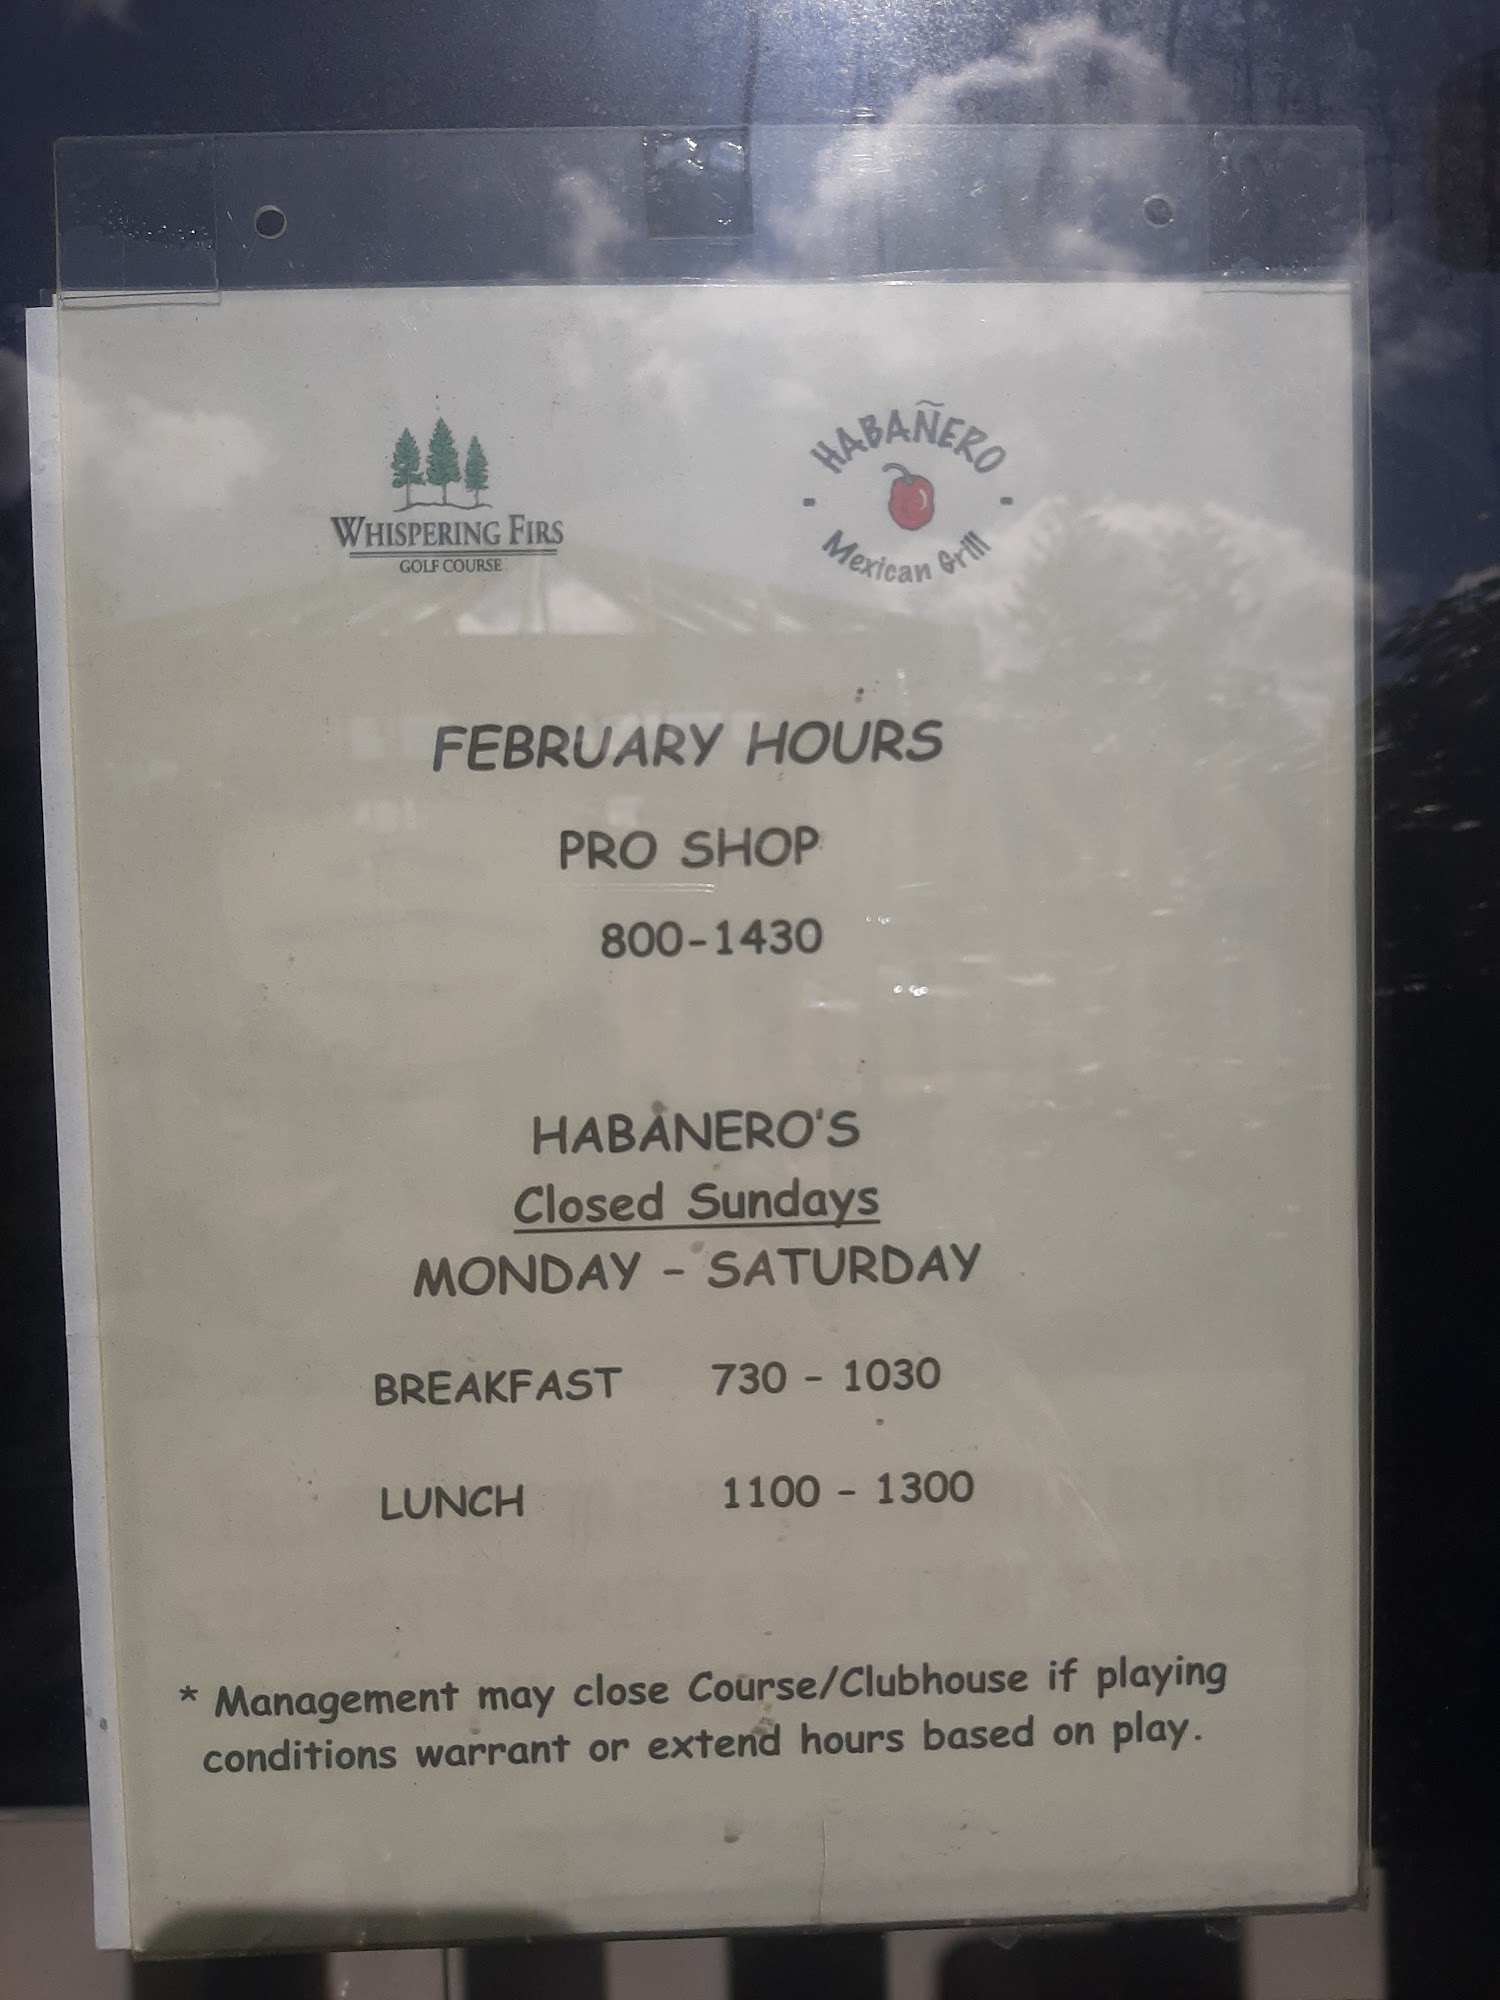 WHISPERING FIRS
GOLF COURSE
HABAÑERO
- -
Mexican Grill
FEBRUARY HOURS
PRO SHOP
800-1430
HABANERO'S
Closed Sundays
MONDAY - SATURDAY
BREAKFAST 730 - 1030
LUNCH 1100 - 1300
* Management may close Course/Clubhouse if playing
conditions warrant or extend hours based on play.